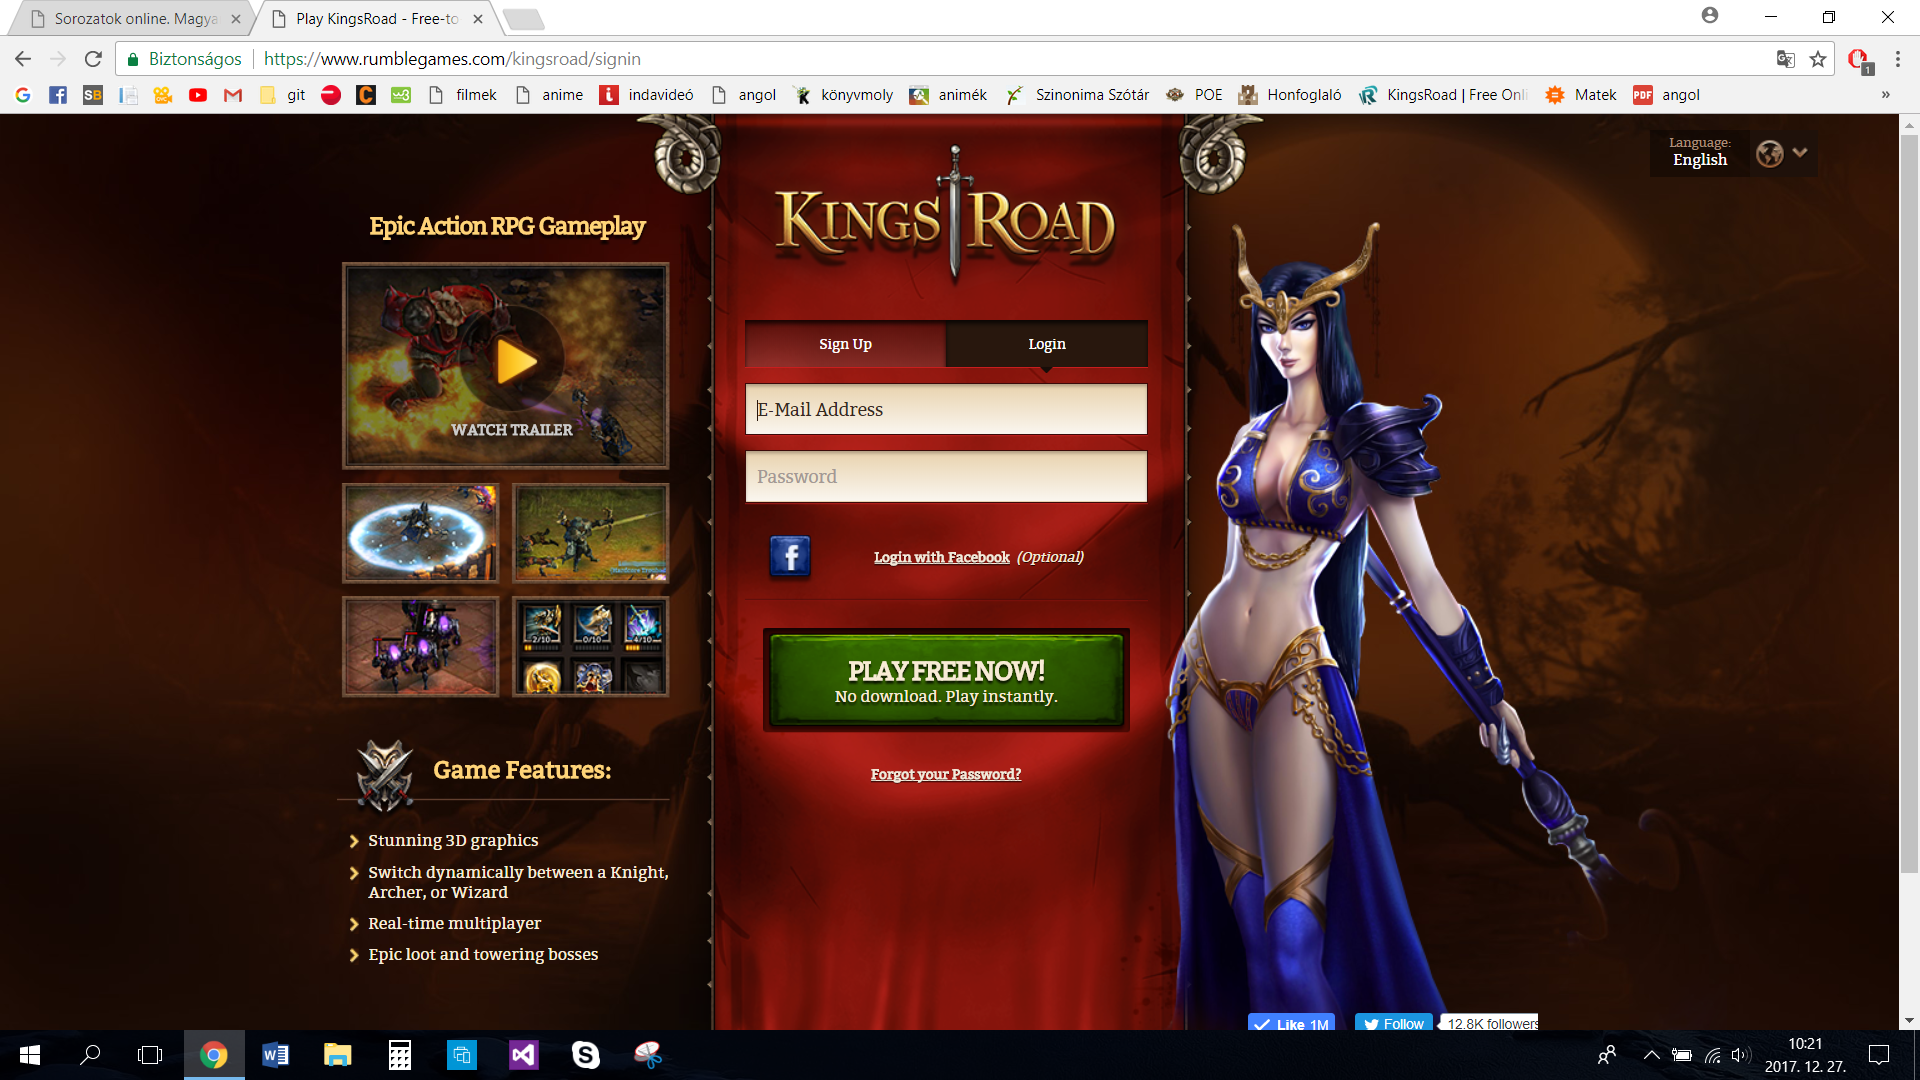 Sorozatok online. Magya
Play KingsRoad - Free-to
Biztonságos
https://www.rumblegames.com/kingsroad/signin
1
G
SB
git
C
filmek
anime
indavideó
angol
könyvmoly
animék
Szinonima Szótár
POE
Honfoglaló
KingsRoad | Free Onli
Matek
PDF
angol
»
Language:
English
KINGS ROAD
Epic Action RPG Gameplay
WATCH TRAILER
2/10
0/10
4/10
Game Features:
Stunning 3D graphics
Switch dynamically between a Knight,
Archer, or Wizard
Real-time multiplayer
Epic loot and towering bosses
Sign Up
Login
E-Mail Address
Password
f
Login with Facebook (Optional)
PLAY FREE NOW!
No download. Play instantly.
Forgot your Password?
Like 1M
Follow
12.8K followers
10:21
2017. 12. 27.